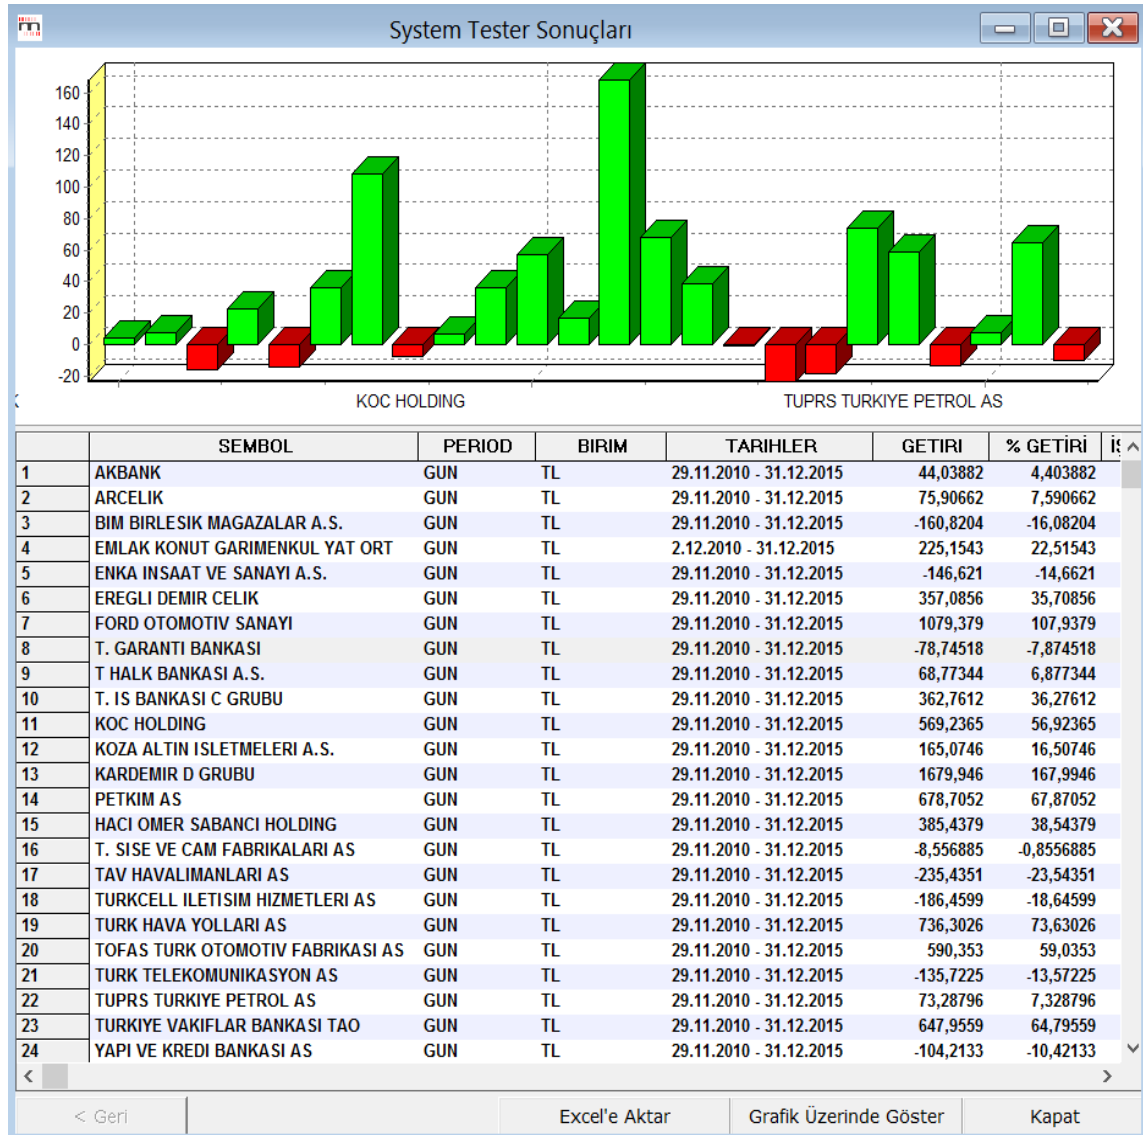 System Tester Sonuçları
160
140
120
100
80
60
40
20
0
-20
KOC HOLDING TUPRS TURKIYE PETROL AS
SEMBOL PERIOD BIRIM TARIHLER GETIRI % GETİRİ
1 AKBANK GUN TL 29.11.2010 - 31.12.2015 44,03882 4,403882
2 ARCELIK GUN TL 29.11.2010 - 31.12.2015 75,90662 7,590662
3 BIM BIRLESIK MAGAZALAR A.S. GUN TL 29.11.2010 - 31.12.2015 -160,8204 -16,08204
4 EMLAK KONUT GARIMENKUL YAT ORT GUN TL 2.12.2010 - 31.12.2015 225,1543 22,51543
5 ENKA INSAAT VE SANAYI A.S. GUN TL 29.11.2010 - 31.12.2015 -146,621 -14,6621
6 EREGLI DEMIR CELIK GUN TL 29.11.2010 - 31.12.2015 357,0856 35,70856
7 FORD OTOMOTIV SANAYI GUN TL 29.11.2010 - 31.12.2015 1079,379 107,9379
8 T. GARANTI BANKASI GUN TL 29.11.2010 - 31.12.2015 -78,74518 -7,874518
9 T HALK BANKASI A.S. GUN TL 29.11.2010 - 31.12.2015 68,77344 6,877344
10 T. IS BANKASI C GRUBU GUN TL 29.11.2010 - 31.12.2015 362,7612 36,27612
11 KOC HOLDING GUN TL 29.11.2010 - 31.12.2015 569,2365 56,92365
12 KOZA ALTIN ISLETMELERI A.S. GUN TL 29.11.2010 - 31.12.2015 165,0746 16,50746
13 KARDEMIR D GRUBU GUN TL 29.11.2010 - 31.12.2015 1679,946 167,9946
14 PETKIM AS GUN TL 29.11.2010 - 31.12.2015 678,7052 67,87052
15 HACI OMER SABANCI HOLDING GUN TL 29.11.2010 - 31.12.2015 385,4379 38,54379
16 T. SISE VE CAM FABRIKALARI AS GUN TL 29.11.2010 - 31.12.2015 -8,556885 -0,8556885
17 TAV HAVALIMANLARI AS GUN TL 29.11.2010 - 31.12.2015 -235,4351 -23,54351
18 TURKCELL ILETISIM HIZMETLERI AS GUN TL 29.11.2010 - 31.12.2015 -186,4599 -18,64599
19 TURK HAVA YOLLARI AS GUN TL 29.11.2010 - 31.12.2015 736,3026 73,63026
20 TOFAS TURK OTOMOTIV FABRIKASI AS GUN TL 29.11.2010 - 31.12.2015 590,353 59,0353
21 TURK TELEKOMUNIKASYON AS GUN TL 29.11.2010 - 31.12.2015 -135,7225 -13,57225
22 TUPRS TURKIYE PETROL AS GUN TL 29.11.2010 - 31.12.2015 73,28796 7,328796
23 TURKIYE VAKIFLAR BANKASI TAO GUN TL 29.11.2010 - 31.12.2015 647,9559 64,79559
24 YAPI VE KREDI BANKASI AS GUN TL 29.11.2010 - 31.12.2015 -104,2133 -10,42133
< Geri Excel'e Aktar Grafik Üzerinde Göster Kapat